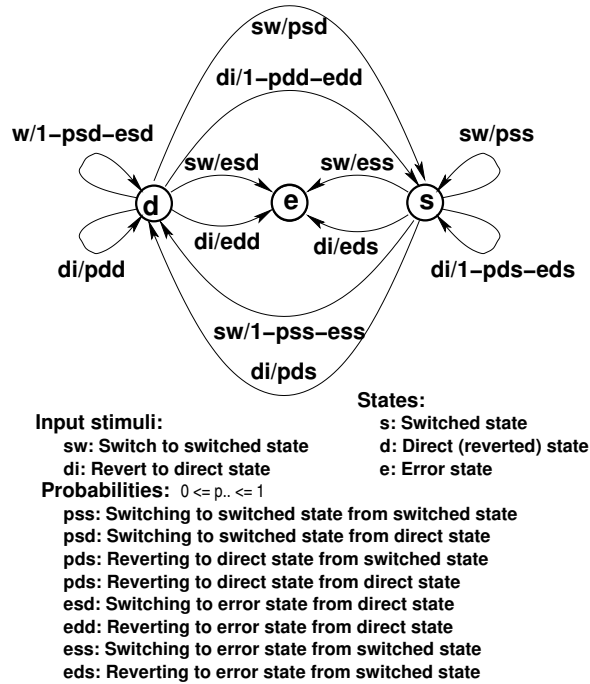 sw/psd
di/1−pdd−edd
w/1−psd−esd
sw/pss
sw/esd
sw/ess
d
e
s
di/edd
di/eds
di/pdd
di/1−pds−eds
sw/1−pss−ess
di/pds
States:
s: Switched state
d: Direct (reverted) state
e: Error state
Input stimuli:
sw: Switch to switched state
di: Revert to direct state
Probabilities: 0 <= p.. <= 1
pss: Switching to switched state from switched state
psd: Switching to switched state from direct state
pds: Reverting to direct state from switched state
pds: Reverting to direct state from direct state
esd: Switching to error state from direct state
edd: Reverting to error state from direct state
ess: Switching to error state from switched state
eds: Reverting to error state from switched state